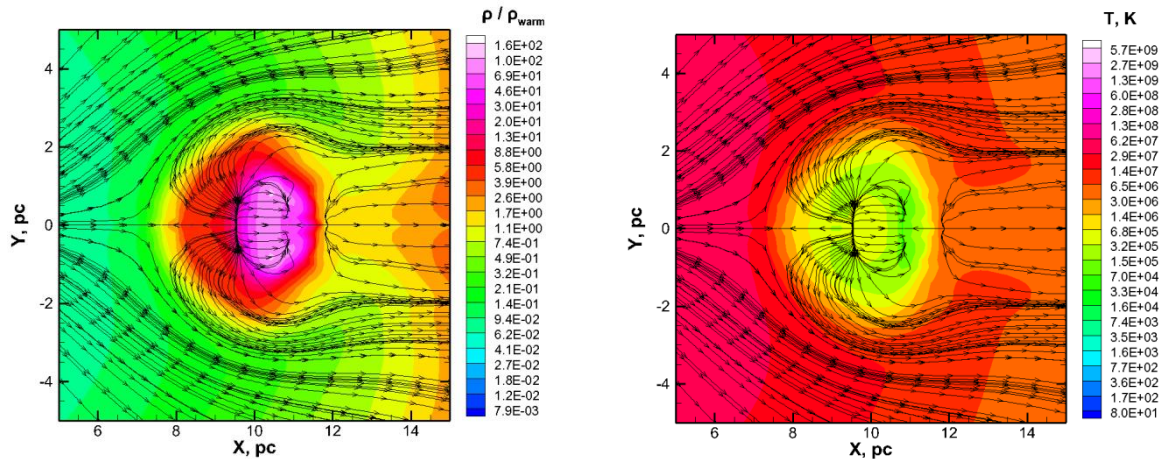 ρ / ρwarm
1.6E+02
1.0E+02
6.9E+01
4.6E+01
3.0E+01
2.0E+01
1.3E+01
8.8E+00
5.8E+00
3.9E+00
2.6E+00
1.7E+00
1.1E+00
7.4E-01
4.9E-01
3.2E-01
2.1E-01
1.4E-01
9.4E-02
6.2E-02
4.1E-02
2.7E-02
1.8E-02
1.2E-02
7.9E-03
Y, pc
4
2
0
-2
-4
6 8 10 12 14
X, pc
T, K
5.7E+09
2.7E+09
1.3E+09
6.0E+08
2.8E+08
1.3E+08
6.2E+07
2.9E+07
1.4E+07
6.5E+06
3.0E+06
1.4E+06
6.8E+05
3.2E+05
1.5E+05
7.0E+04
3.3E+04
1.6E+04
7.4E+03
3.5E+03
1.6E+03
7.7E+02
3.6E+02
1.7E+02
8.0E+01
Y, pc
4
2
0
-2
-4
6 8 10 12 14
X, pc